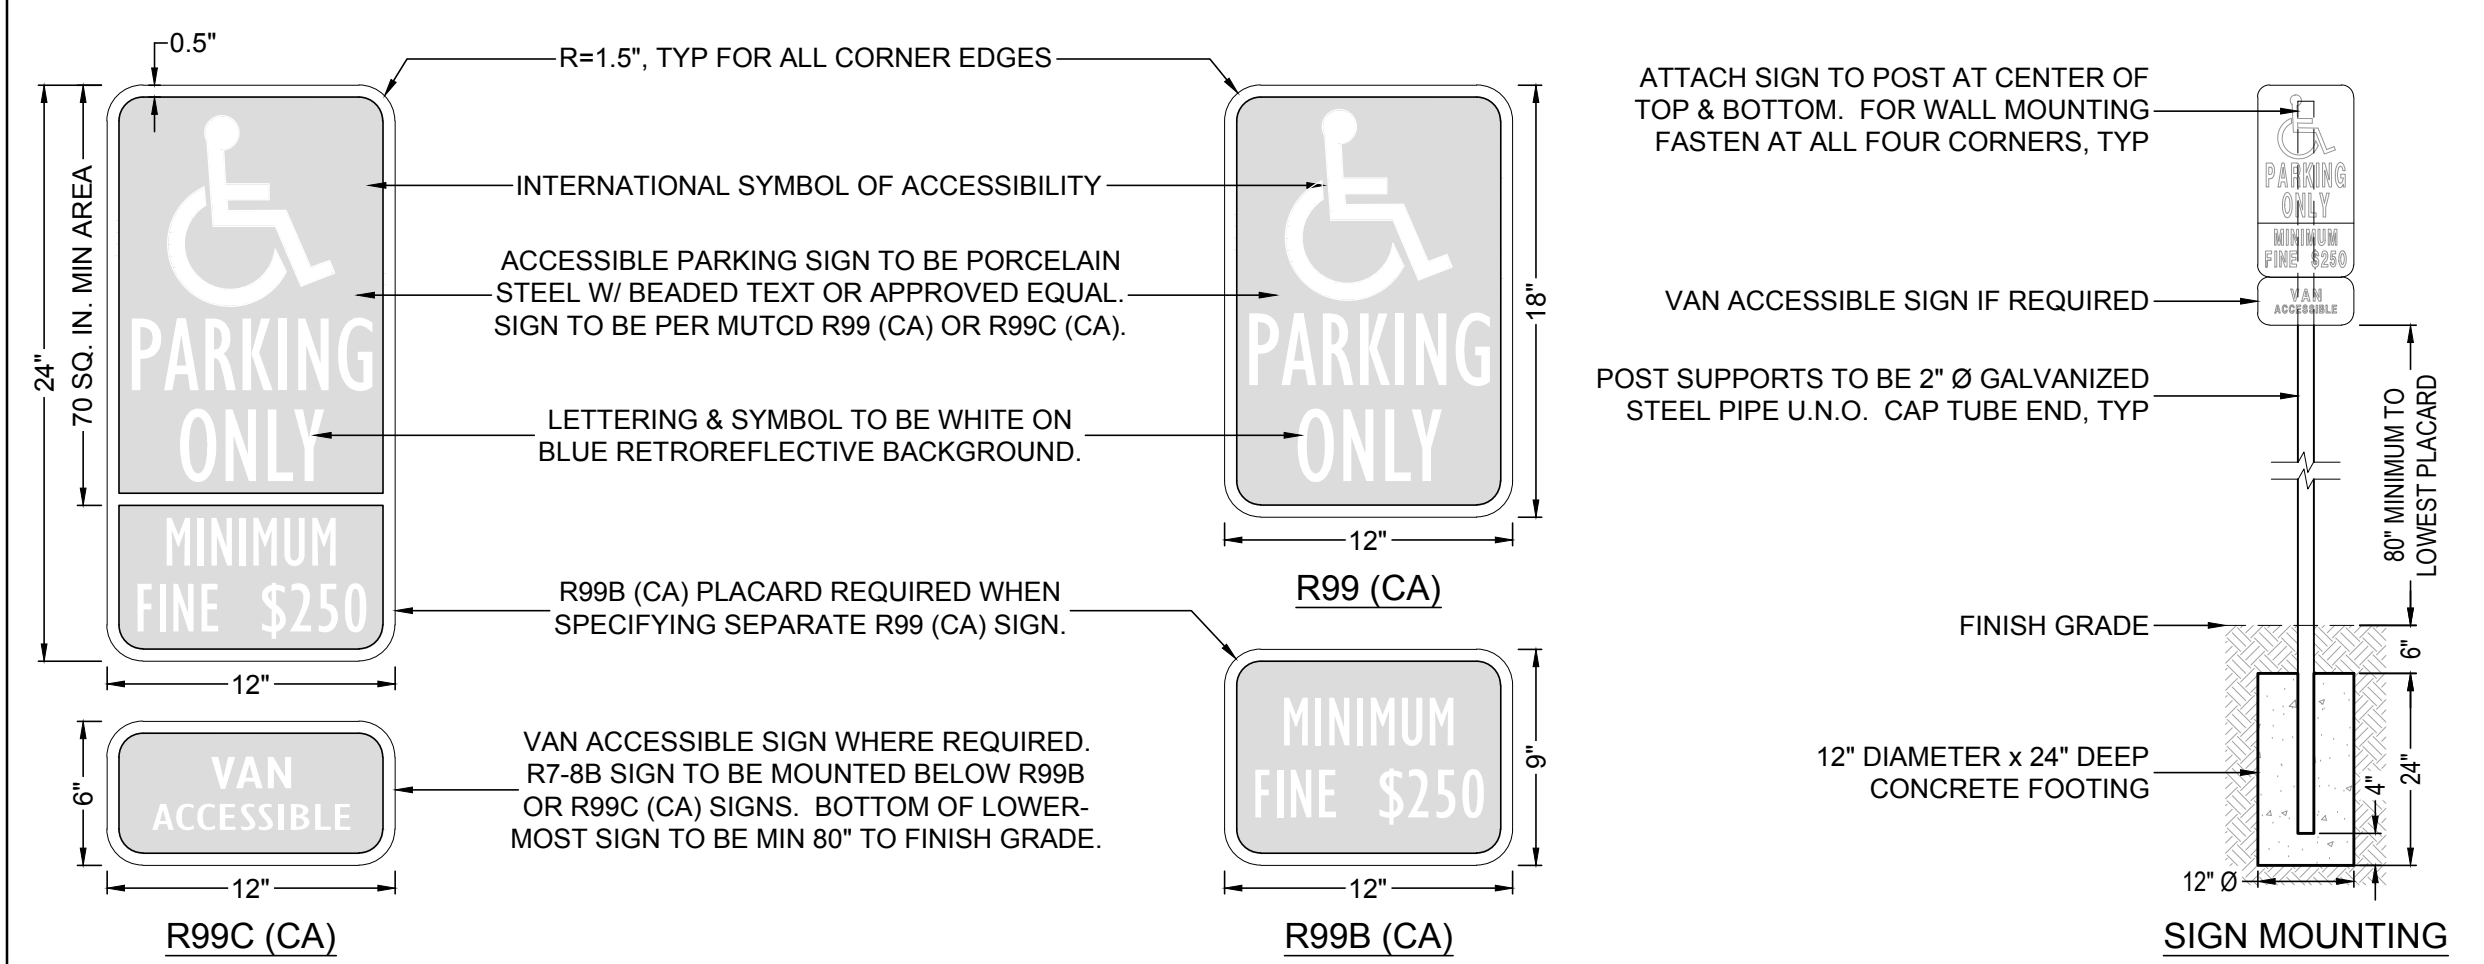 0.5"
24"
70 SQ. IN. MIN AREA
PARKING
ONLY
MINIMUM
FINE $250
12"
6"
VAN
ACCESSIBLE
12"
R99C (CA)
R=1.5", TYP FOR ALL CORNER EDGES
INTERNATIONAL SYMBOL OF ACCESSIBILITY
ACCESSIBLE PARKING SIGN TO BE PORCELAIN
STEEL W/ BEADED TEXT OR APPROVED EQUAL.
SIGN TO BE PER MUTCD R99 (CA) OR R99C (CA).
LETTERING & SYMBOL TO BE WHITE ON
BLUE RETROREFLECTIVE BACKGROUND.
R99B (CA) PLACARD REQUIRED WHEN
SPECIFYING SEPARATE R99 (CA) SIGN.
VAN ACCESSIBLE SIGN WHERE REQUIRED.
R7-8B SIGN TO BE MOUNTED BELOW R99B
OR R99C (CA) SIGNS. BOTTOM OF LOWER-
MOST SIGN TO BE MIN 80" TO FINISH GRADE.
PARKING
ONLY
18"
12"
R99 (CA)
MINIMUM
FINE $250
9"
12"
R99B (CA)
ATTACH SIGN TO POST AT CENTER OF
TOP & BOTTOM. FOR WALL MOUNTING
FASTEN AT ALL FOUR CORNERS, TYP
PARKING
ONLY
MINIMUM
FINE $250
VAN
ACCESSIBLE
VAN ACCESSIBLE SIGN IF REQUIRED
POST SUPPORTS TO BE 2" Ø GALVANIZED
STEEL PIPE U.N.O. CAP TUBE END, TYP
80" MINIMUM TO
LOWEST PLACARD
FINISH GRADE
6"
12" DIAMETER x 24" DEEP
CONCRETE FOOTING
4"
24"
12" Ø
SIGN MOUNTING